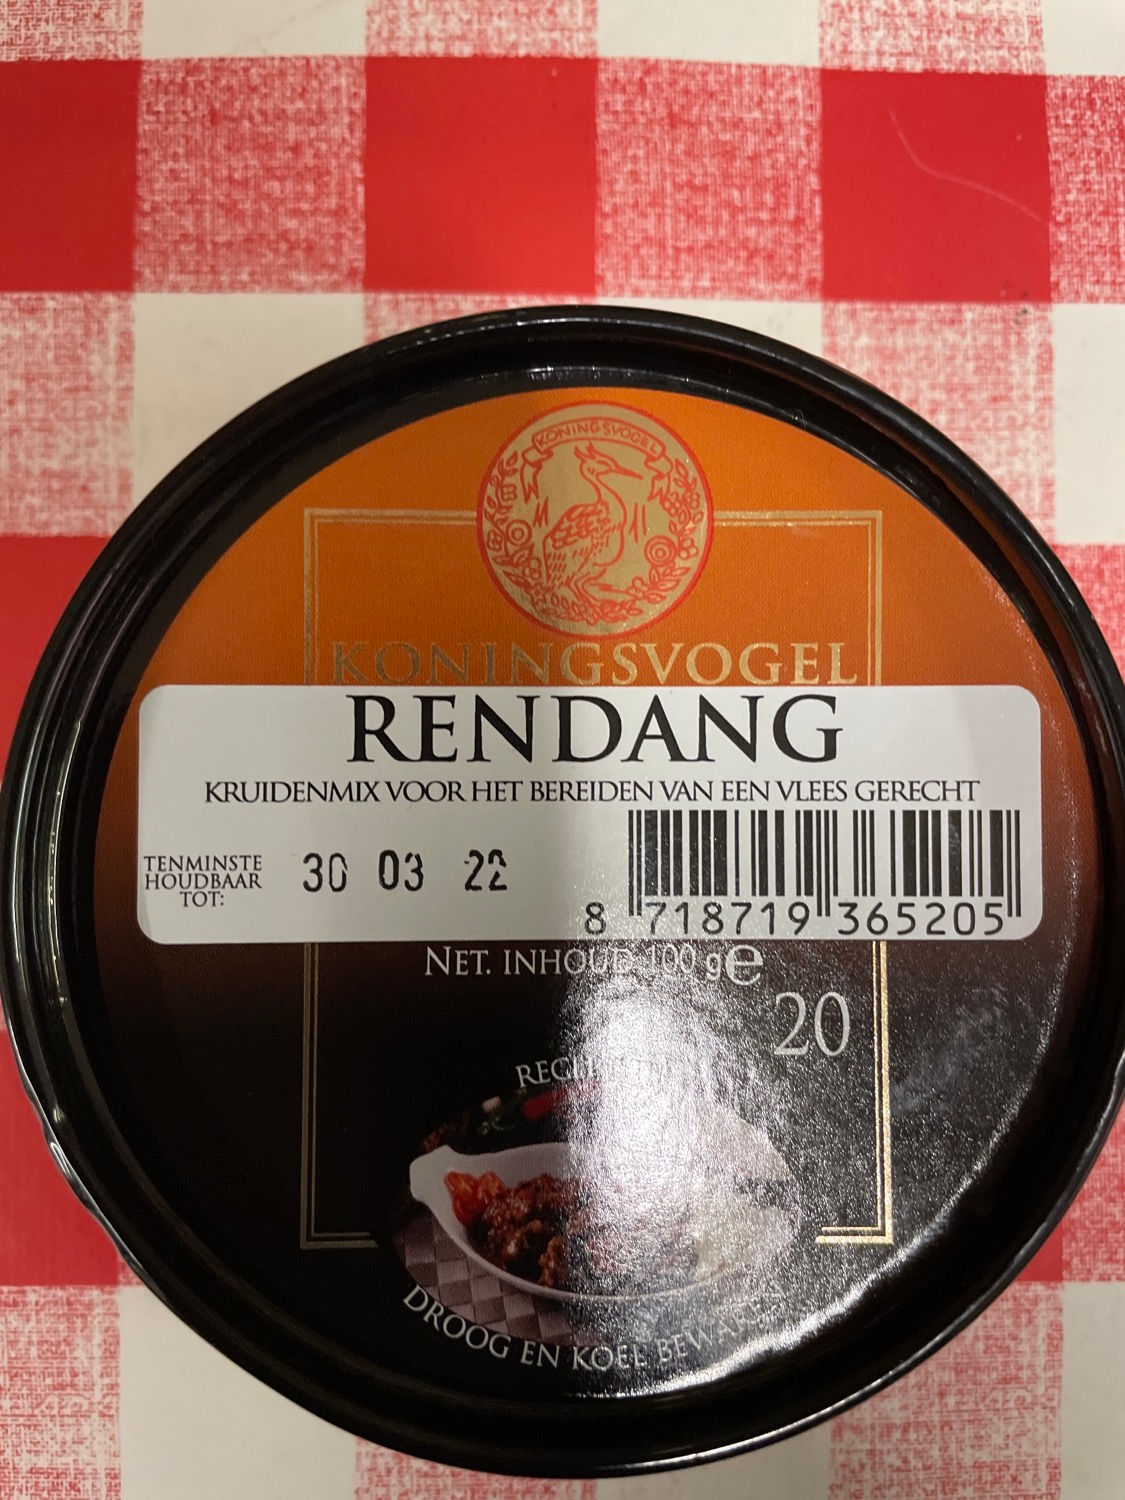 KONINGSVOGEL
KONINGSVOGEL
RENDANG
KRUIDENMIX VOOR HET BEREIDEN VAN EEN VLEES GERECHT
TENMINSTE
HOUDBAAR
TOT:
30 03 22
8 718719 365205
NET. INHOUD 100 g e
20
DROOG EN KOEL BEWAREN